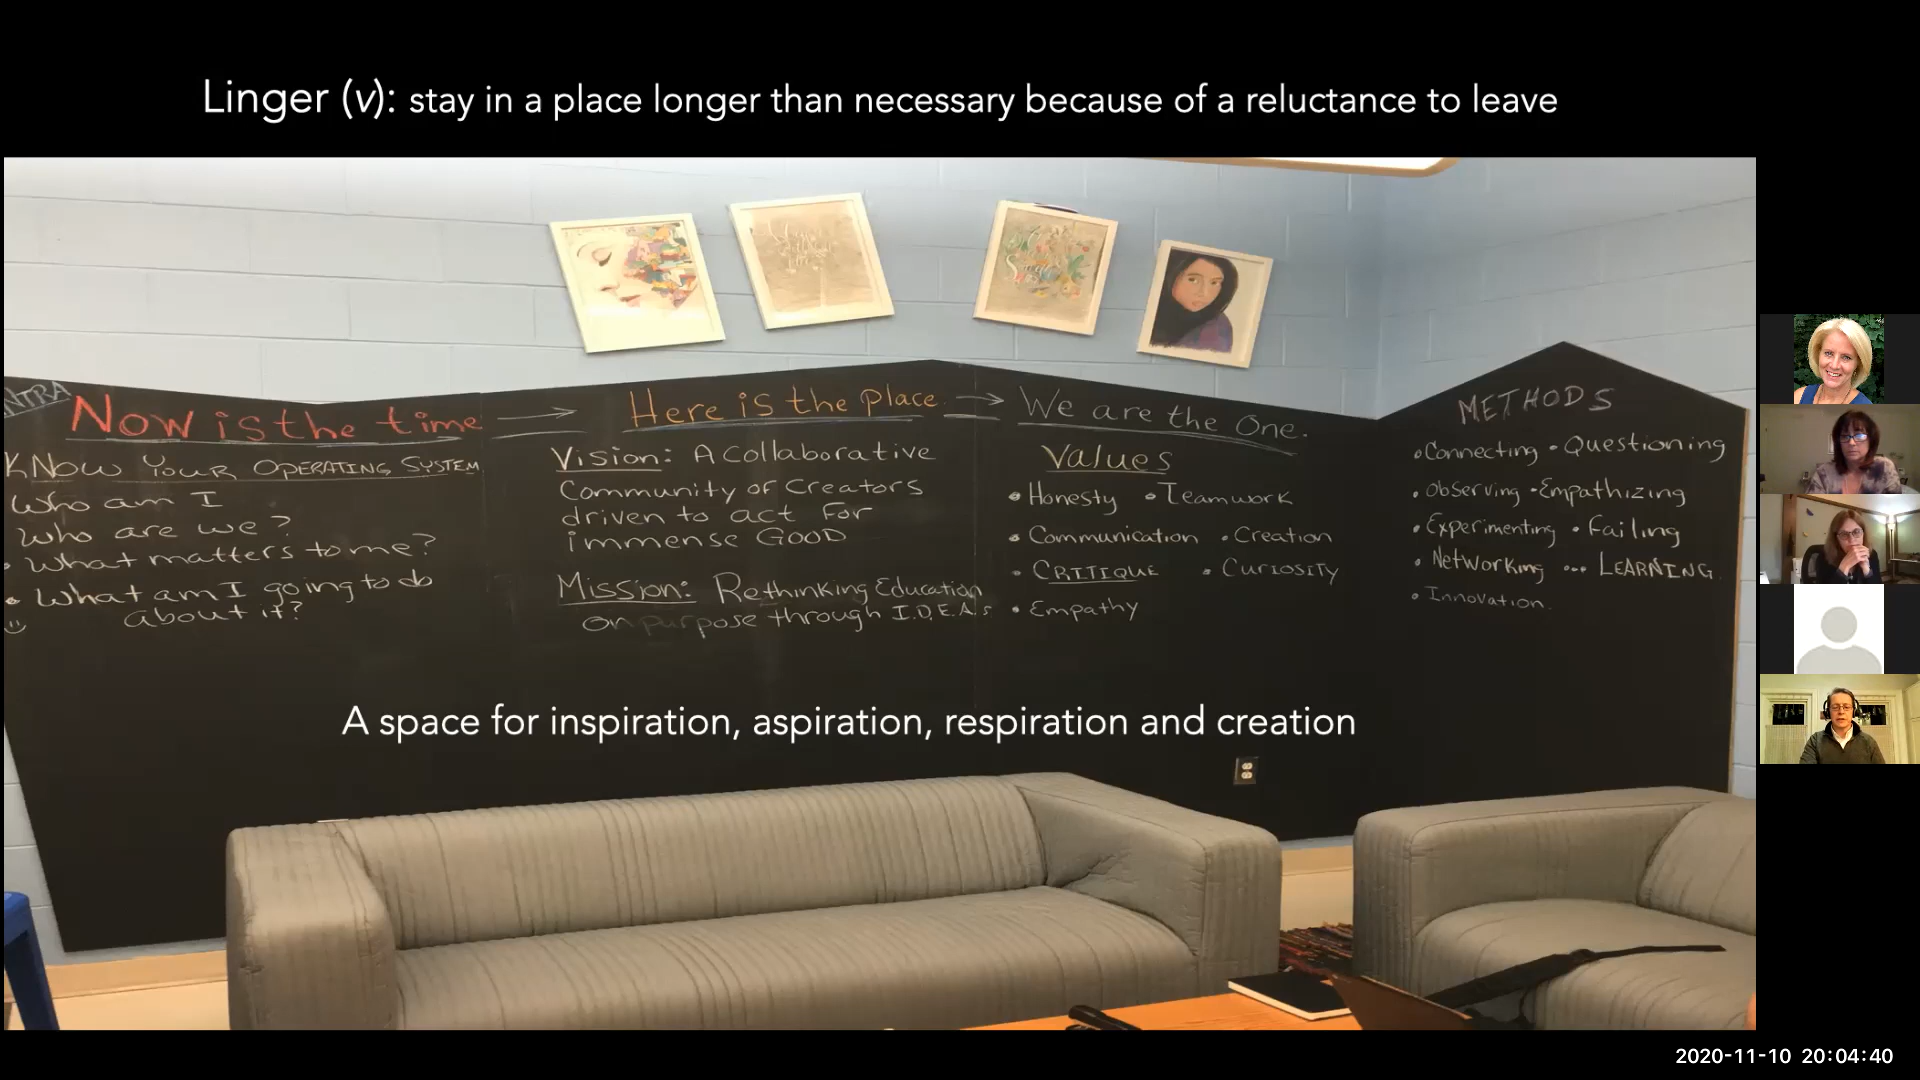 Linger (v): stay in a place longer than necessary because of a reluctance to leave
Now is the time
KNOW YOUR OPERATING SYSTEM
Who am I
Who are we?
• What matters to me?
• What am I going to do
about it?
Here is the place
Vision: A Collaborative
Community of Creators
driven to act for
immense GOOD
Mission: Rethinking Education
on purpose through I.D.E.A.s
We are the One.
Values
• Honesty • Teamwork
• Communication • Creation
• CRITIQUE • CURIOSITY
• Empathy
METHODS
• Connecting • Questioning
• Observing • Empathizing
• Experimenting • Failing
• Networking ... LEARNING
• Innovation.
A space for inspiration, aspiration, respiration and creation
2020-11-10 20:04:40